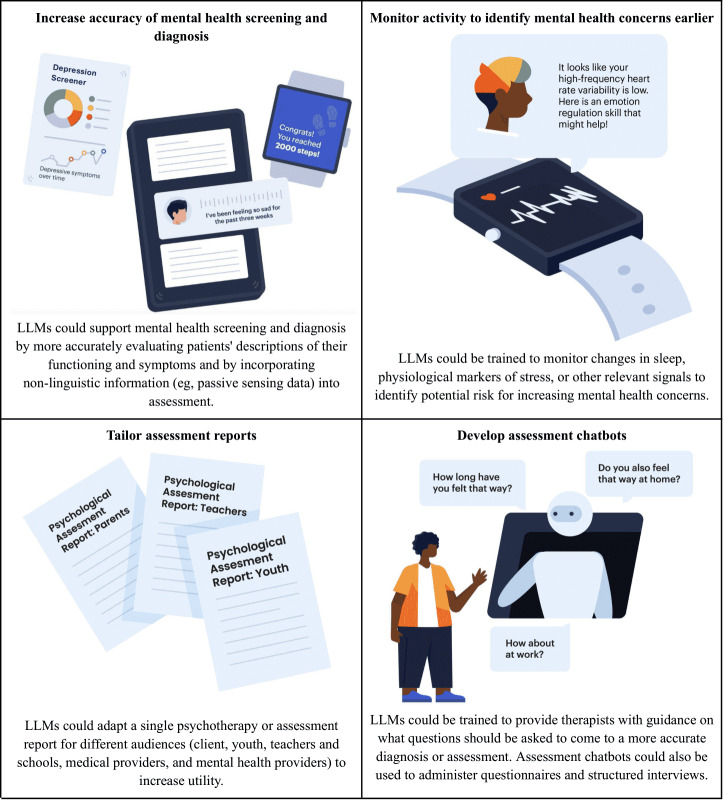 Increase accuracy of mental health screening and
diagnosis
Depression
Screener
Depressive symptoms
over time
Congrats!
You reached
2000 steps!
I've been feeling so sad for
the past three weeks
LLMs could support mental health screening and diagnosis
by more accurately evaluating patients' descriptions of their
functioning and symptoms and by incorporating
non-linguistic information (eg, passive sensing data) into
assessment.
Monitor activity to identify mental health concerns earlier
It looks like your
high-frequency heart
rate variability is low.
Here is an emotion
regulation skill that
might help!
LLMs could be trained to monitor changes in sleep,
physiological markers of stress, or other relevant signals to
identify potential risk for increasing mental health concerns.
Tailor assessment reports
Psychological
Assesment
Report: Parents
Psychological
Assesment
Report: Teachers
Psychological
Assesment
Report: Youth
LLMs could adapt a single psychotherapy or assessment
report for different audiences (client, youth, teachers and
schools, medical providers, and mental health providers) to
increase utility.
Develop assessment chatbots
How long have
you felt that way?
Do you also feel
that way at home?
How about
at work?
LLMs could be trained to provide therapists with guidance on
what questions should be asked to come to a more accurate
diagnosis or assessment. Assessment chatbots could also be
used to administer questionnaires and structured interviews.